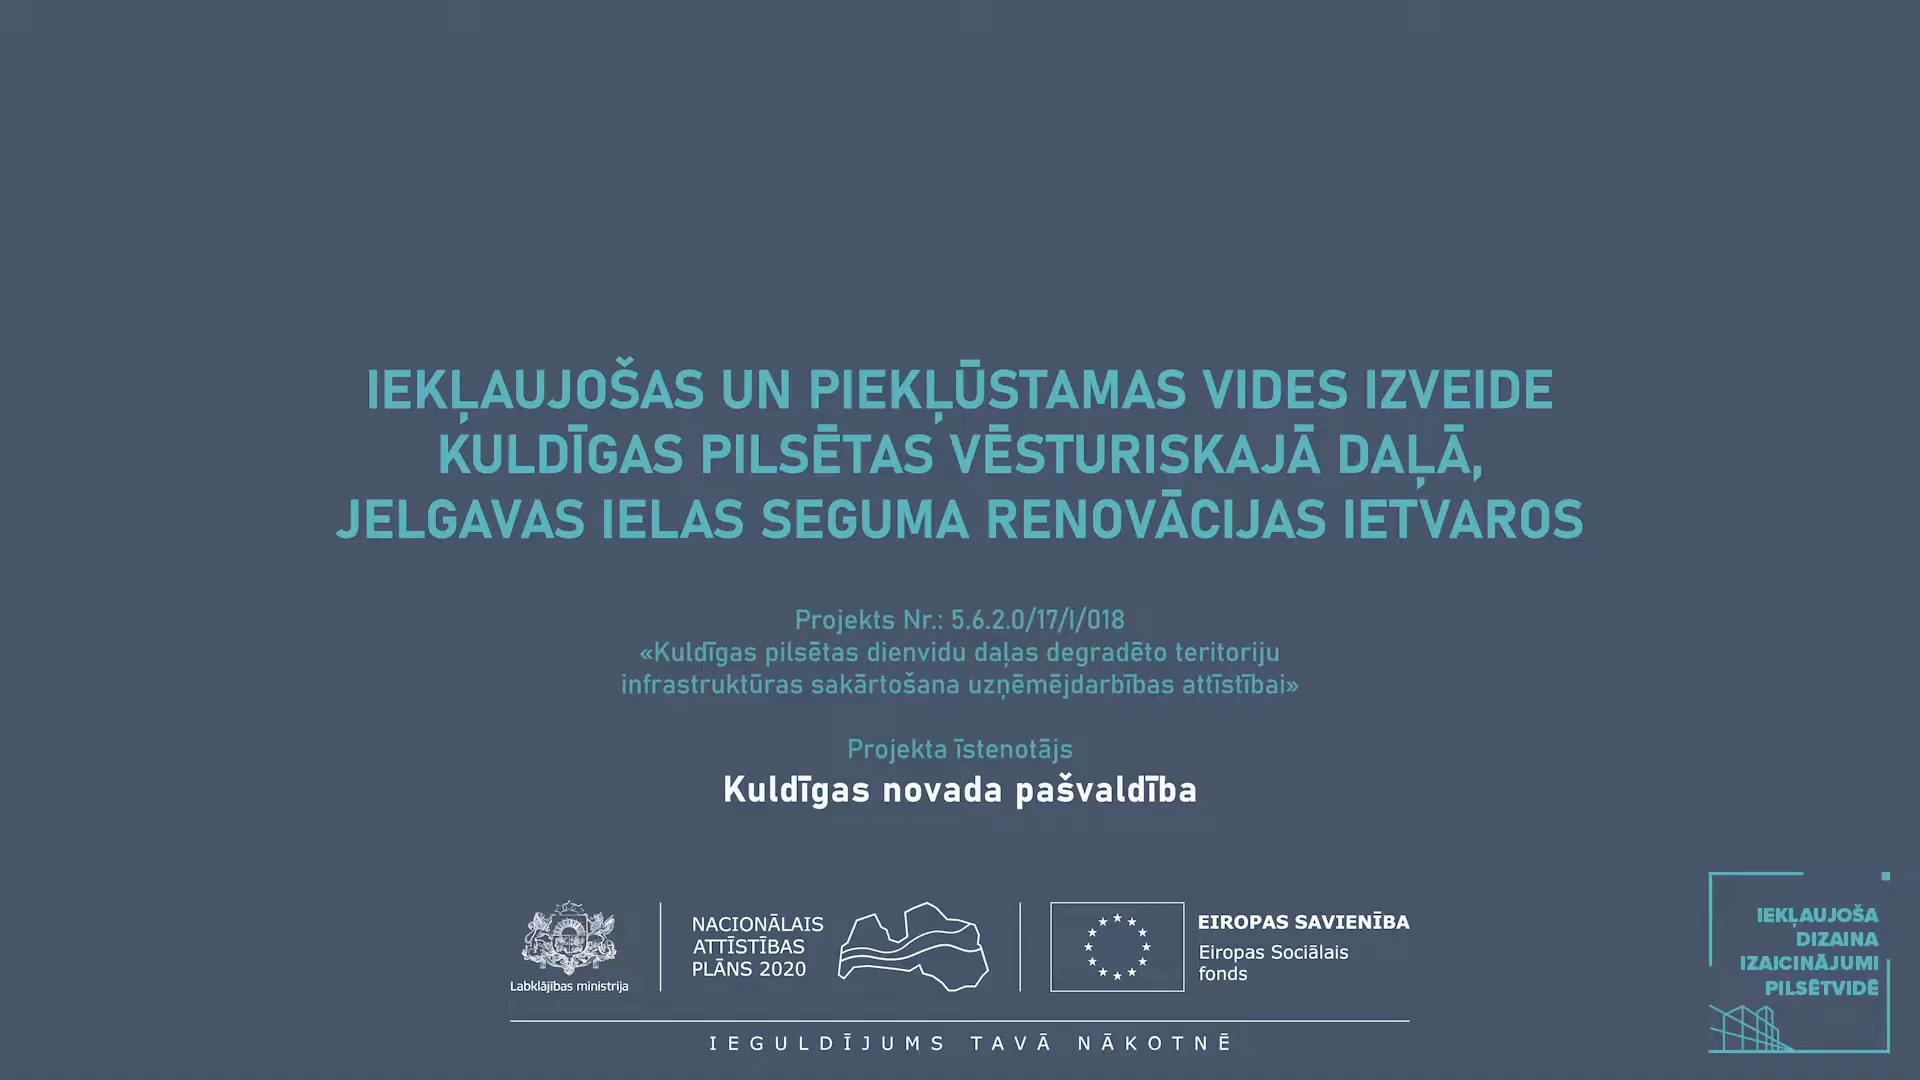 IEKĻAUJOŠAS UN PIEKĻŪSTAMAS VIDES IZVEIDE
KULDĪGAS PILSĒTAS VĒSTURISKAJĀ DAĻĀ,
JELGAVAS IELAS SEGUMA RENOVĀCIJAS IETVAROS
Projekts Nr.: 5.6.2.0/17/I/018
«Kuldīgas pilsētas dienvidu daļas degradēto teritoriju
infrastruktūras sakārtošana uzņēmējdarbības attīstībai»
Projekta īstenotājs
Kuldīgas novada pašvaldība
Labklājības ministrija
NACIONĀLAIS
ATTĪSTĪBAS
PLĀNS 2020
EIROPAS SAVIENĪBA
Eiropas Sociālais
fonds
IEGULDĪJUMS TAVĀ NĀKOTNĒ
IEKĻAUJOŠA
DIZAINA
IZAICINĀJUMI
PILSĒTVIDĒ